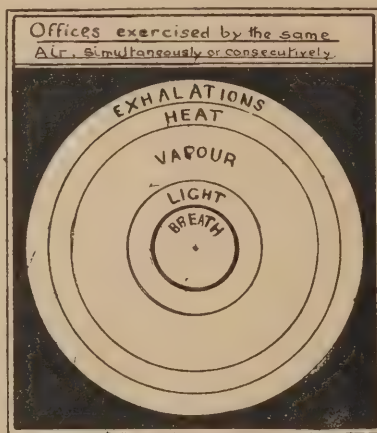 Offices exercised by the same
Air, simultaneously or consecutively
EXHALATIONS
HEAT
VAPOUR
LIGHT
BREATH